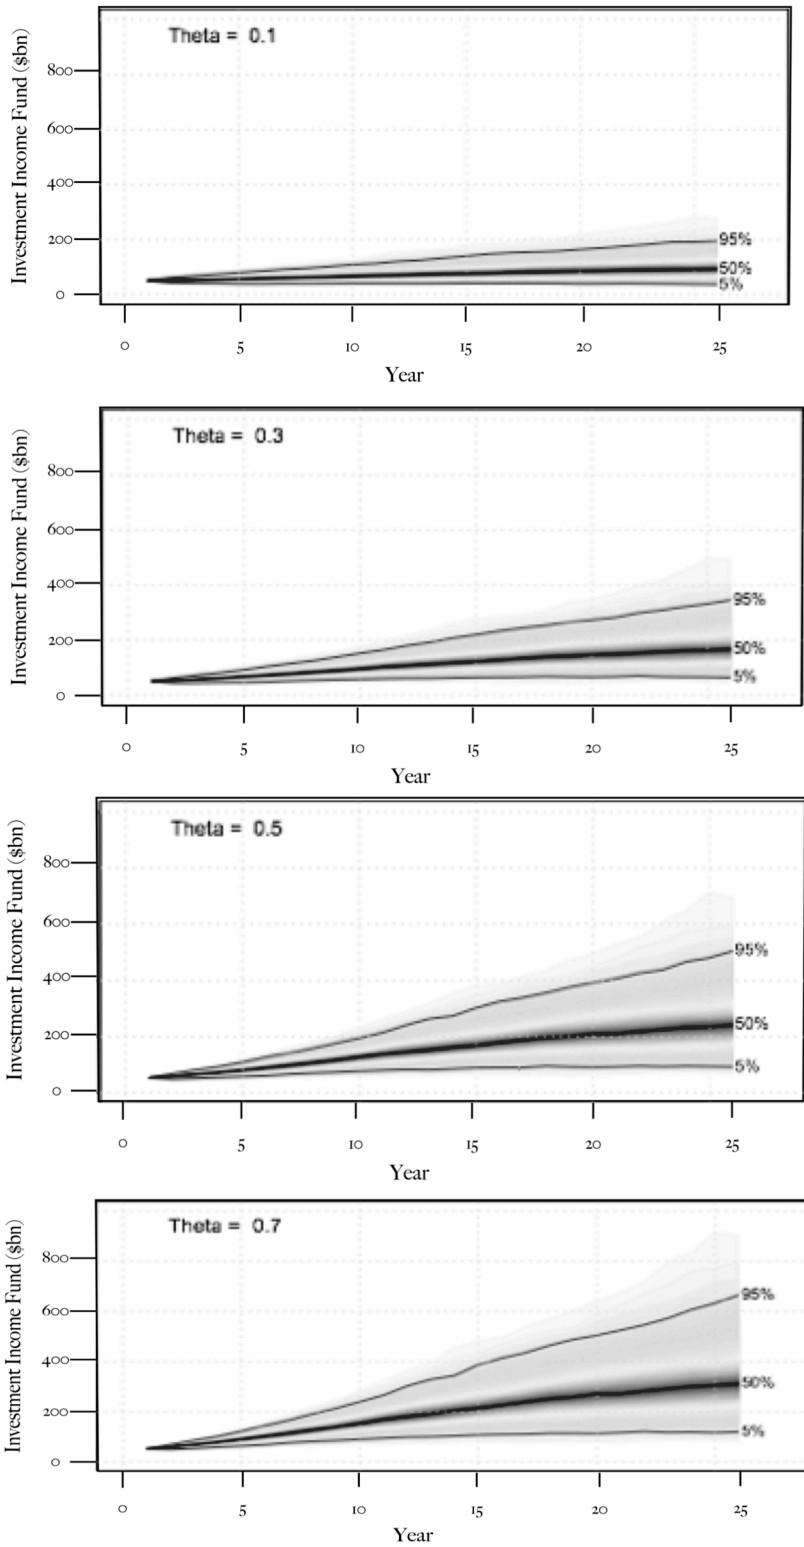 Theta = 0.1
Investment Income Fund ($bn)
800
600
400
200
0
95%
50%
5%
0 5 10 15 20 25
Year
Theta = 0.3
Investment Income Fund ($bn)
800
600
400
200
0
95%
50%
5%
0 5 10 15 20 25
Year
Theta = 0.5
Investment Income Fund ($bn)
800
600
400
200
0
95%
50%
5%
0 5 10 15 20 25
Year
Theta = 0.7
Investment Income Fund ($bn)
800
600
400
200
0
95%
50%
5%
0 5 10 15 20 25
Year